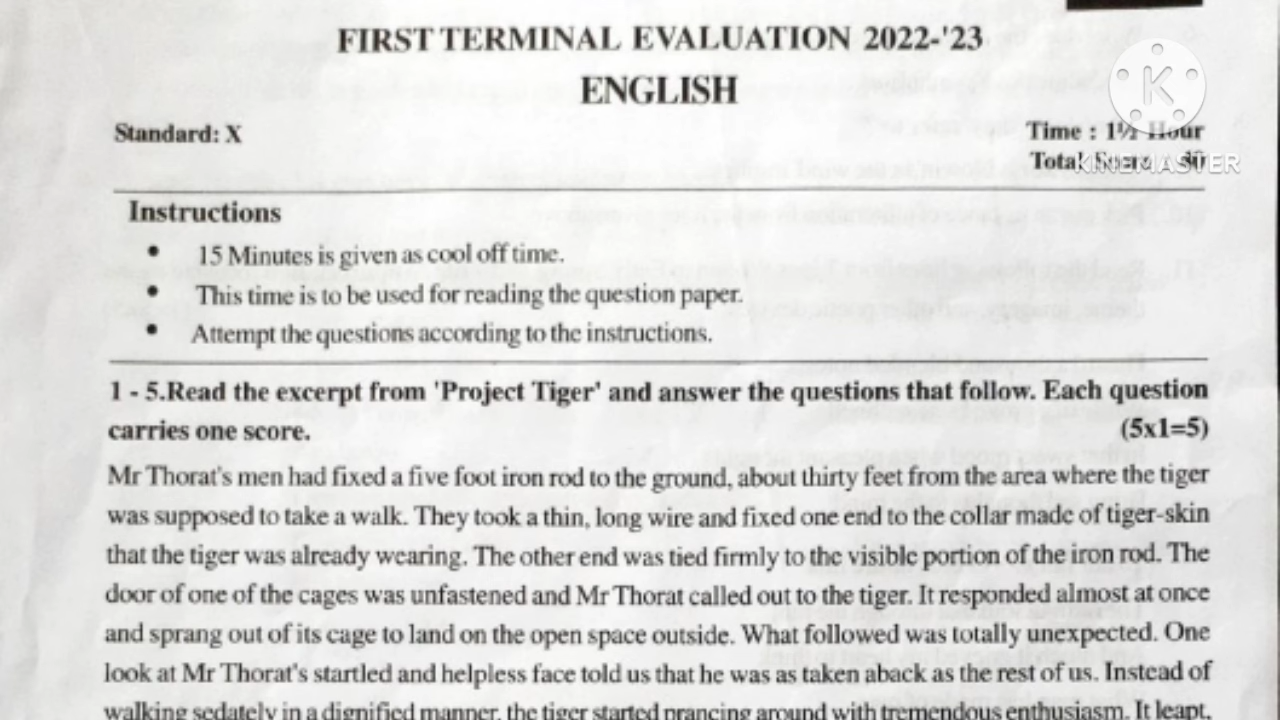 FIRST TERMINAL EVALUATION 2022-'23
ENGLISH
Standard: X
Time : 1½ Hour
Total Score : 40
K
KINEMASTER
Instructions
• 15 Minutes is given as cool off time.
• This time is to be used for reading the question paper.
• Attempt the questions according to the instructions.
1 - 5.Read the excerpt from 'Project Tiger' and answer the questions that follow. Each question
carries one score. (5x1=5)
Mr Thorat's men had fixed a five foot iron rod to the ground, about thirty feet from the area where the tiger
was supposed to take a walk. They took a thin, long wire and fixed one end to the collar made of tiger-skin
that the tiger was already wearing. The other end was tied firmly to the visible portion of the iron rod. The
door of one of the cages was unfastened and Mr Thorat called out to the tiger. It responded almost at once
and sprang out of its cage to land on the open space outside. What followed was totally unexpected. One
look at Mr Thorat's startled and helpless face told us that he was as taken aback as the rest of us. Instead of
walking sedately in a dignified manner, the tiger started prancing around with tremendous enthusiasm. It leapt,